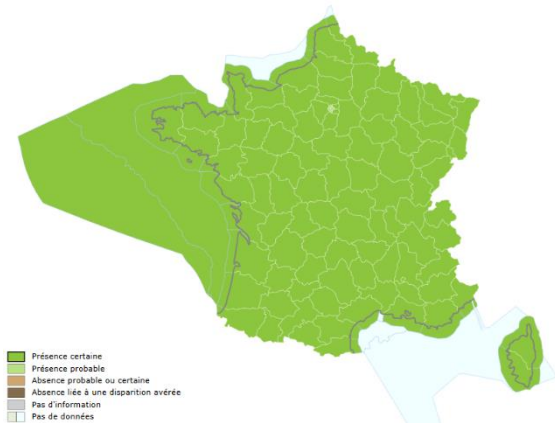 Présence certaine
Présence probable
Absence probable ou certaine
Absence liée à une disparition avérée
Pas d'information
Pas de données